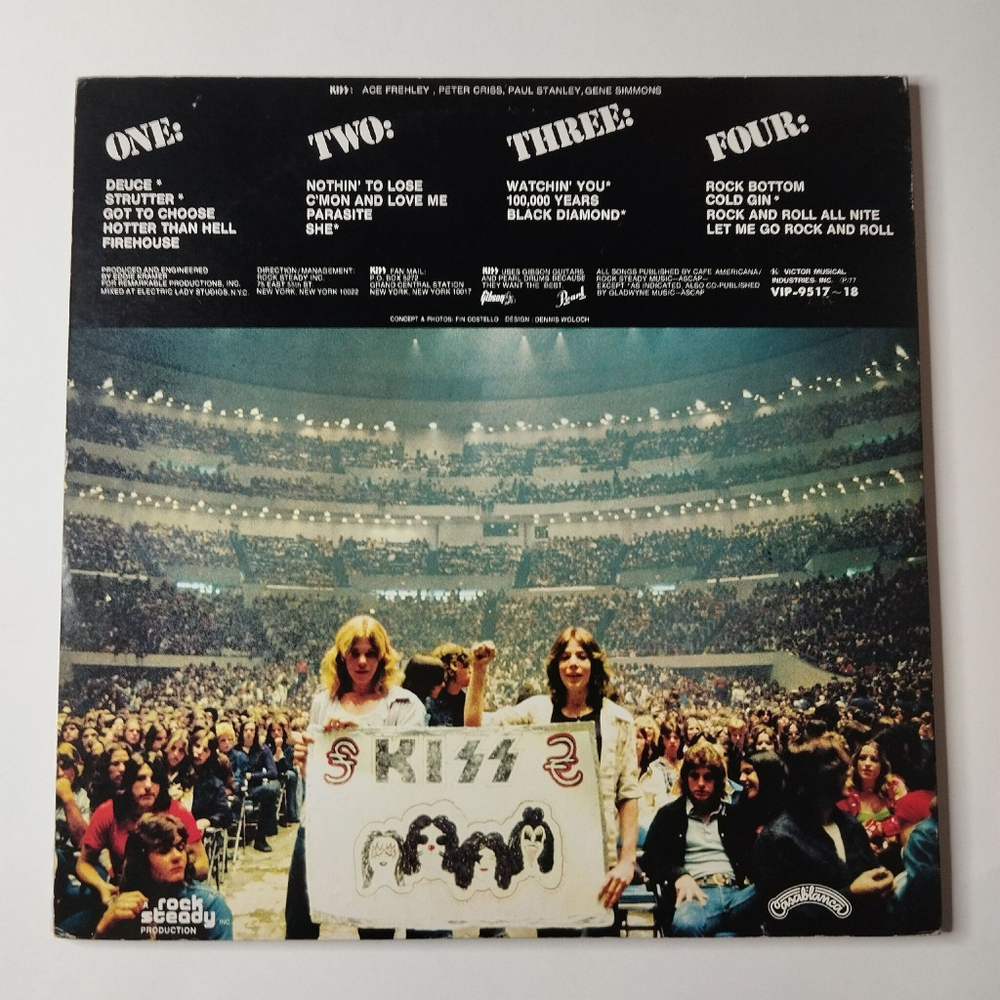 KISS: ACE FREHLEY, PETER CRISS, PAUL STANLEY, GENE SIMMONS
ONE:
DEUCE *
STRUTTER *
GOT TO CHOOSE
HOTTER THAN HELL
FIREHOUSE
TWO:
NOTHIN' TO LOSE
C'MON AND LOVE ME
PARASITE
SHE*
THREE:
WATCHIN' YOU*
100,000 YEARS
BLACK DIAMOND*
FOUR:
ROCK BOTTOM
COLD GIN *
ROCK AND ROLL ALL NITE
LET ME GO ROCK AND ROLL
PRODUCED AND ENGINEERED
BY EDDIE KRAMER
FOR REMARKABLE PRODUCTIONS, INC.
MIXED AT ELECTRIC LADY STUDIOS, N.Y.C.
DIRECTION/MANAGEMENT:
ROCK STEADY INC.
75 EAST 55th ST.
NEW YORK, NEW YORK 10022
KISS FAN MAIL:
P.O. BOX 5272
GRAND CENTRAL STATION
NEW YORK, NEW YORK 10017
KISS USES GIBSON GUITARS
AND PEARL DRUMS BECAUSE
THEY WANT THE BEST.
Gibson
Pearl
ALL SONGS PUBLISHED BY CAFE AMERICANA/
ROCK STEADY MUSIC—ASCAP
EXCEPT *AS INDICATED, ALSO CO-PUBLISHED
BY GLADWYNE MUSIC—ASCAP
VICTOR MUSICAL
INDUSTRIES, INC.
VIP-9517~18
CONCEPT & PHOTOS: FIN COSTELLO DESIGN: DENNIS WOLOCH
KISS
A rock
steady INC
PRODUCTION
Casablanca